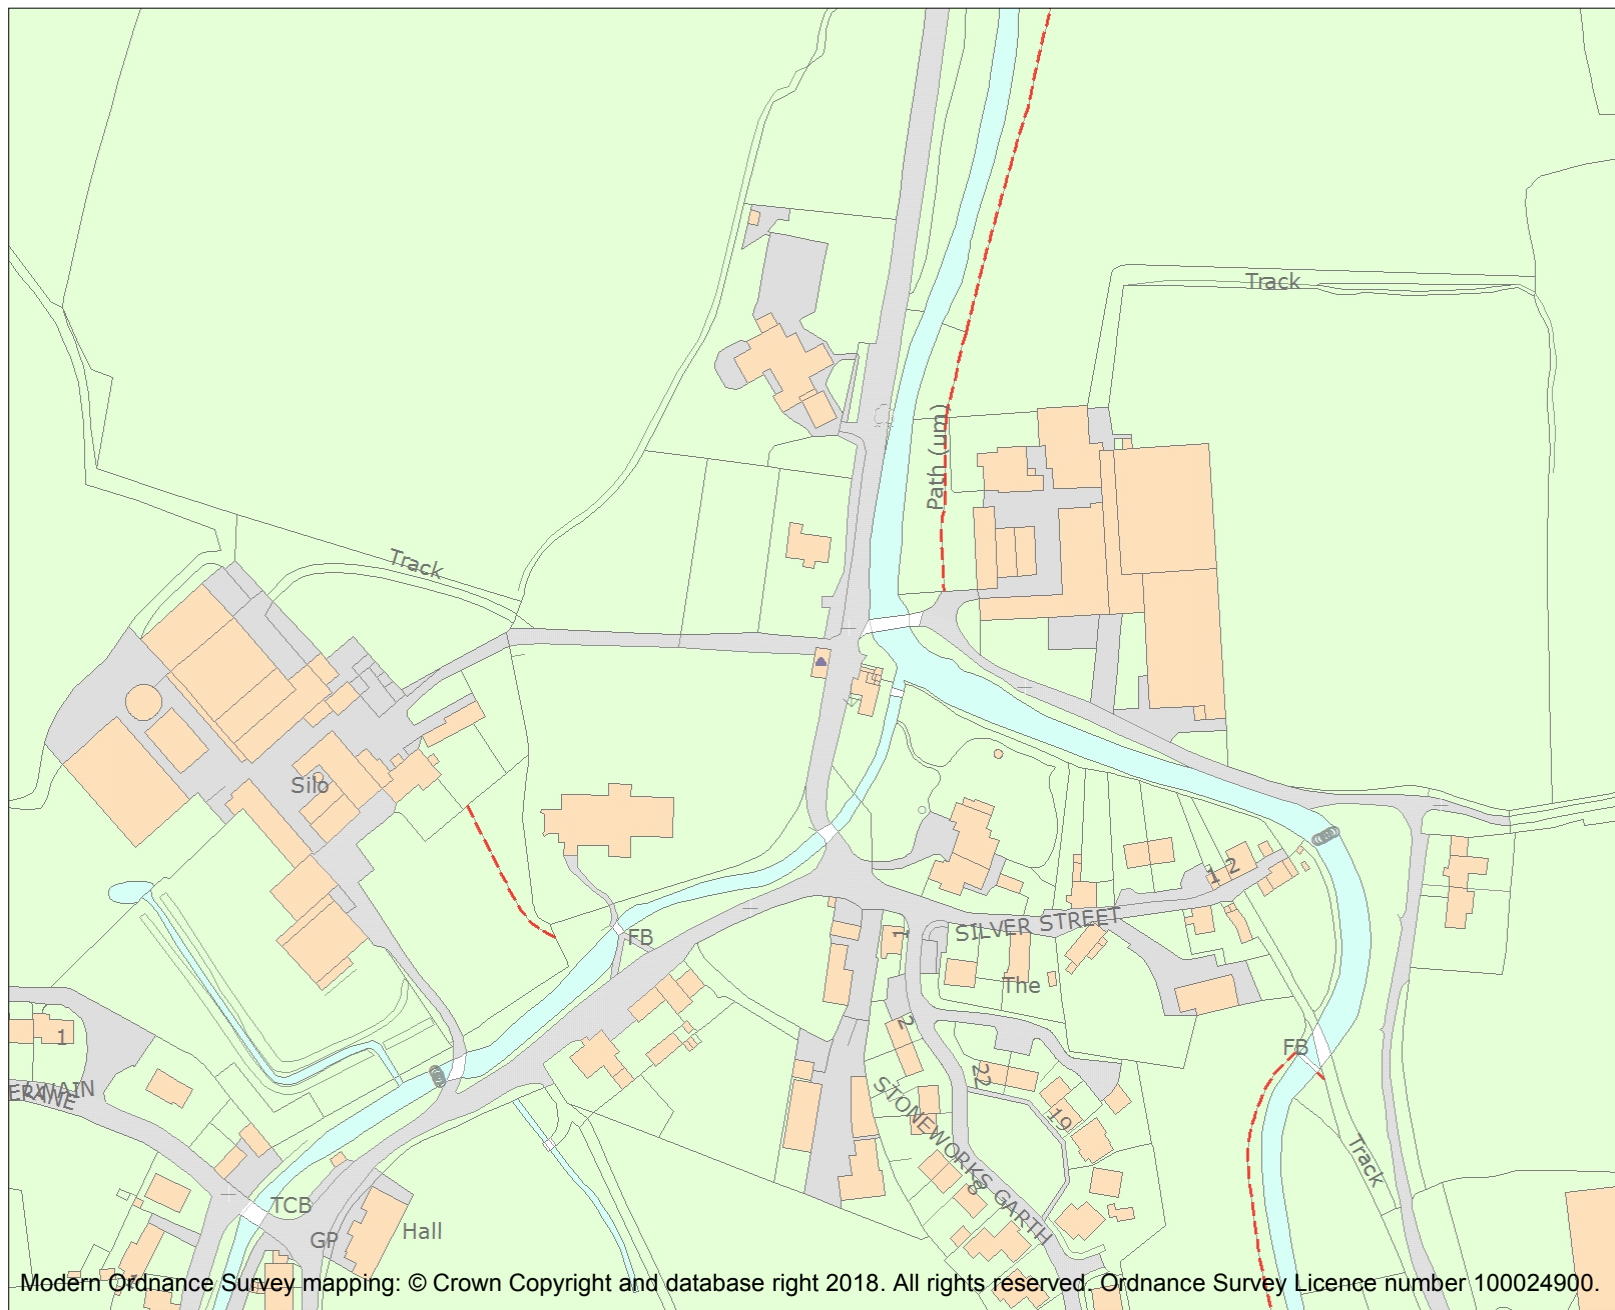 Track
Path (um)
Track
Silo
1 2
SILVER STREET
FB
1
The
2
1
FB
22
19
STONEWORKS GARTH
8
Track
TCB
GP
Hall
Modern Ordnance Survey mapping: © Crown Copyright and database right 2018. All rights reserved. Ordnance Survey Licence number 100024900.